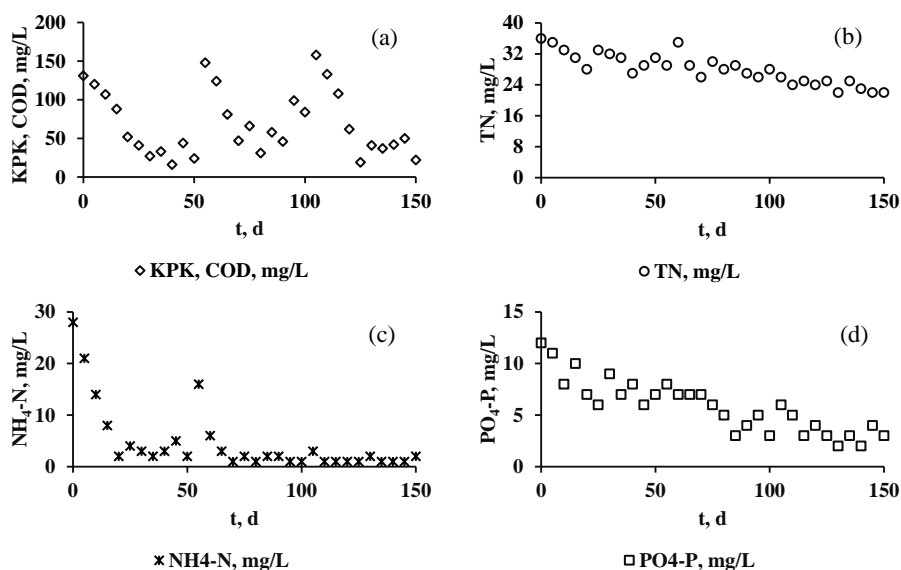 (a)
KPK, COD, mg/L
200
150
100
50
0
0 50 100 150
t, d
◇ KPK, COD, mg/L
(b)
TN, mg/L
40
32
24
16
8
0
0 50 100 150
t, d
○ TN, mg/L
(c)
NH₄-N, mg/L
30
20
10
0
0 50 100 150
t, d
NH4-N, mg/L
(d)
PO₄-P, mg/L
15
10
5
0
0 50 100 150
t, d
□ PO4-P, mg/L